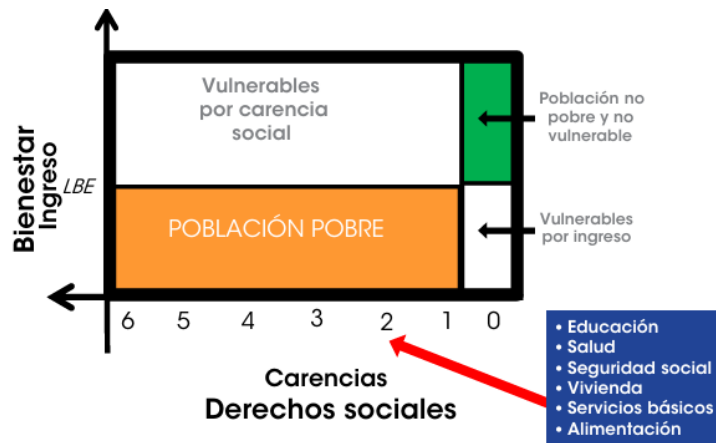 Vulnerables
por carencia
social
Población no
pobre y no
vulnerable
Bienestar
Ingreso
LBE
POBLACIÓN POBRE
Vulnerables
por ingreso
6 5 4 3 2 1 0
Carencias
Derechos sociales
• Educación
• Salud
• Seguridad social
• Vivienda
• Servicios básicos
• Alimentación